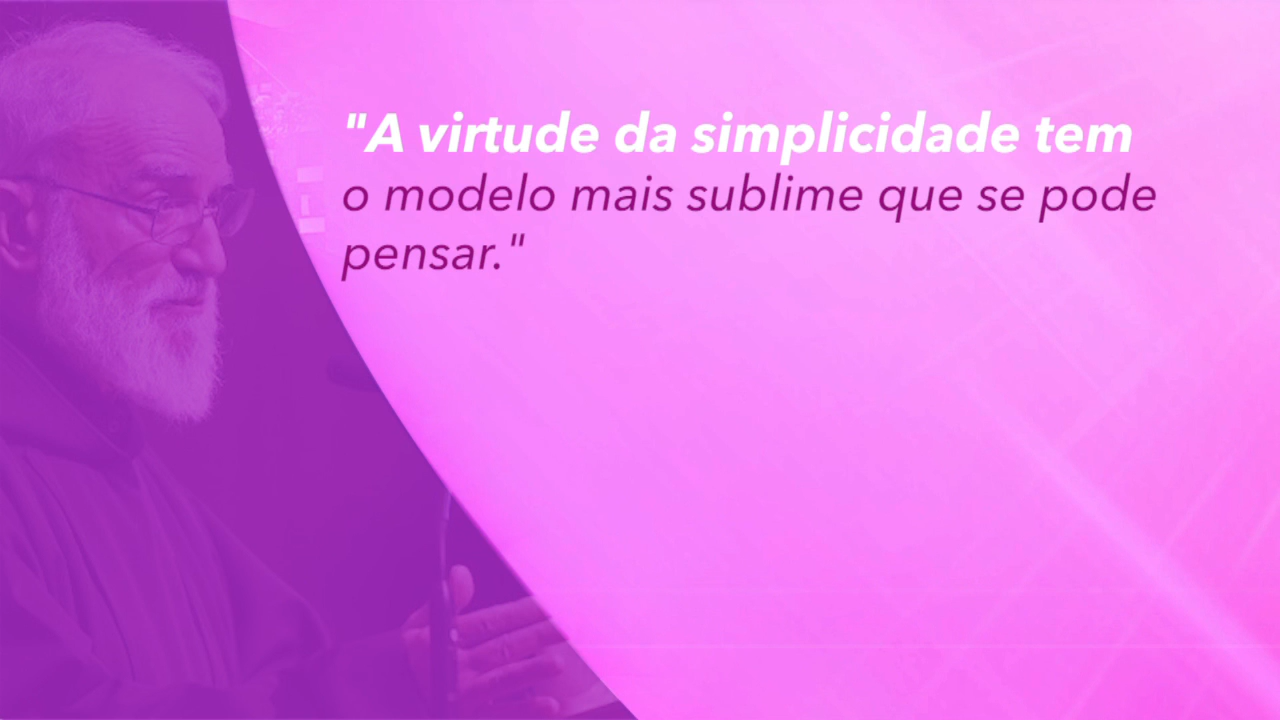 "A virtude da simplicidade tem
o modelo mais sublime que se pode
pensar."